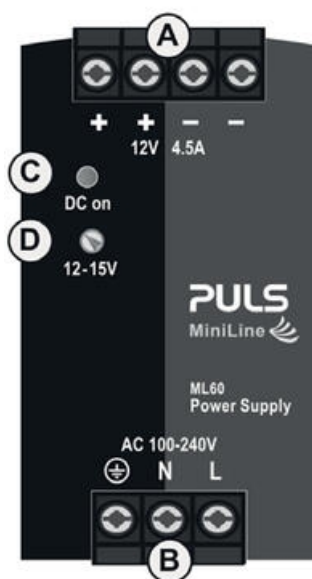 A
+ + − −
12V 4.5A
C
DC on
D
12-15V
PULS
MiniLine
ML60
Power Supply
AC 100-240V
N L
B